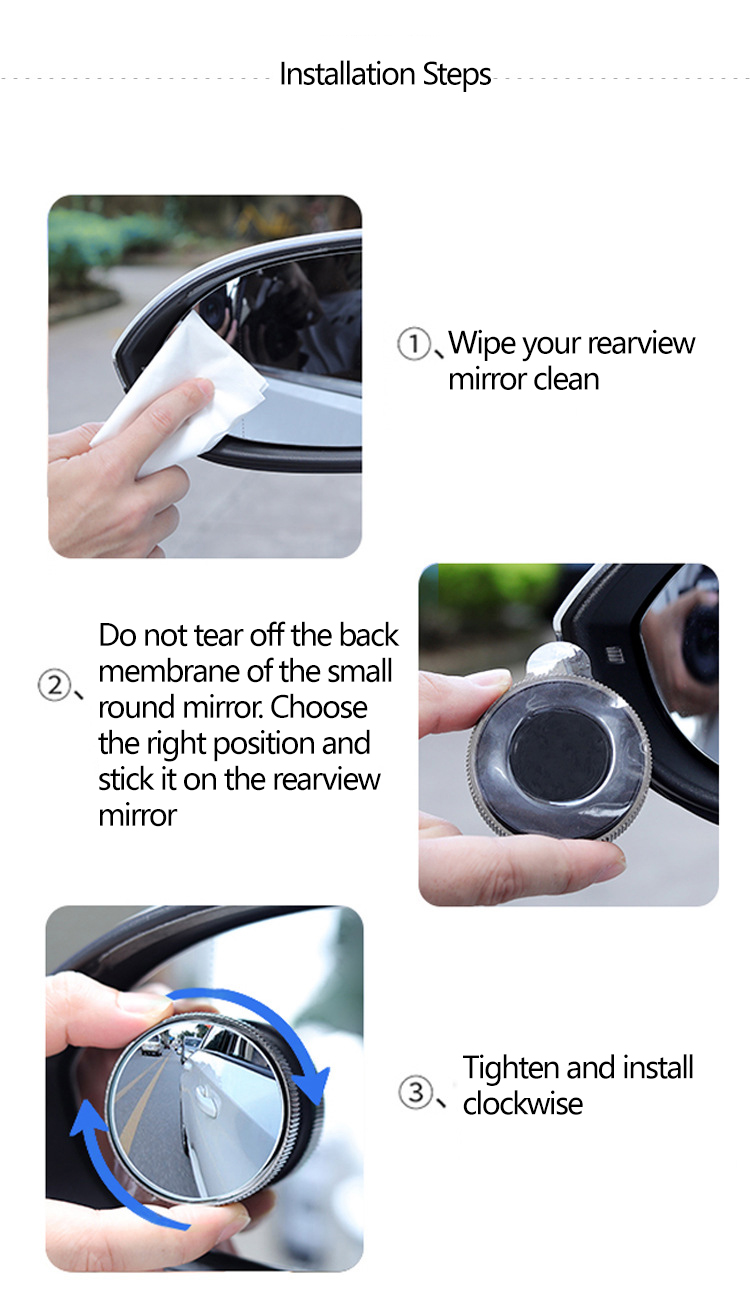 Installation Steps
①、Wipe your rearview
mirror clean
Do not tear off the back
membrane of the small
②、round mirror. Choose
the right position and
stick it on the rearview
mirror
Tighten and install
③、clockwise